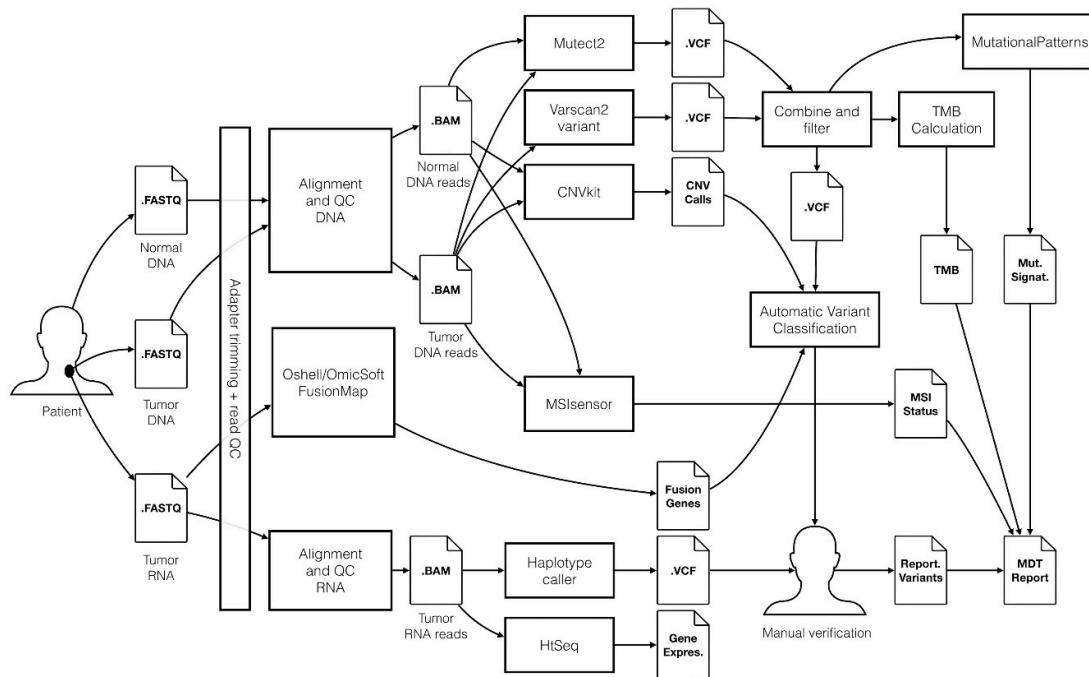 Mutect2
.VCF
MutationalPatterns
.BAM
Normal
DNA reads
Varscan2
variant
.VCF
Combine and
filter
TMB
Calculation
.FASTQ
Normal
DNA
Alignment
and QC
DNA
CNVkit
CNV
Calls
.VCF
.BAM
Tumor
DNA reads
TMB
Mut.
Signat.
Adapter trimming + read QC
Automatic Variant
Classification
Patient
.FASTQ
Tumor
DNA
Oshell/OmicSoft
FusionMap
MSIsensor
MSI
Status
.FASTQ
Tumor
RNA
Fusion
Genes
Alignment
and QC
RNA
.BAM
Tumor
RNA reads
Haplotype
caller
.VCF
Manual verification
Report.
Variants
MDT
Report
HtSeq
Gene
Expres.